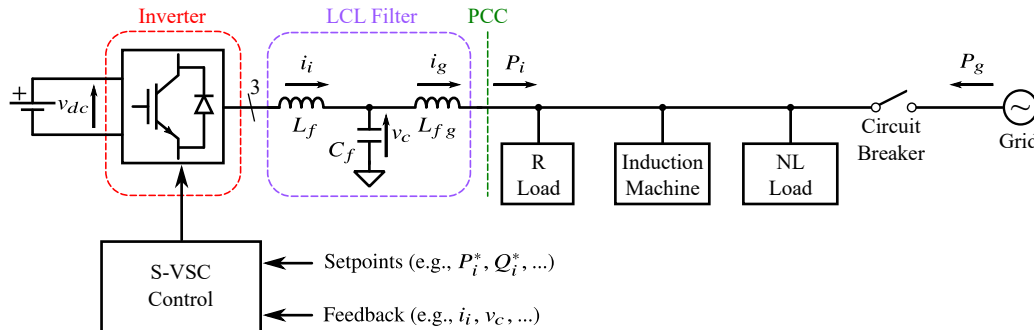 Inverter
LCL Filter
PCC
+
v_dc
3
i_i
i_g
P_i
P_g
L_f
C_f
v_c
L_fg
R
Load
Induction
Machine
NL
Load
Circuit
Breaker
Grid
S-VSC
Control
Setpoints (e.g., P_i^*, Q_i^*, ...)
Feedback (e.g., i_i, v_c, ...)